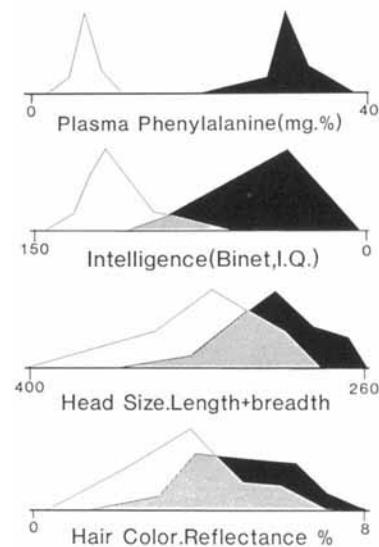 0 40
Plasma Phenylalanine(mg.%)
150 0
Intelligence(Binet,I.Q.)
400 260
Head Size.Length+breadth
0 8
Hair Color.Reflectance %